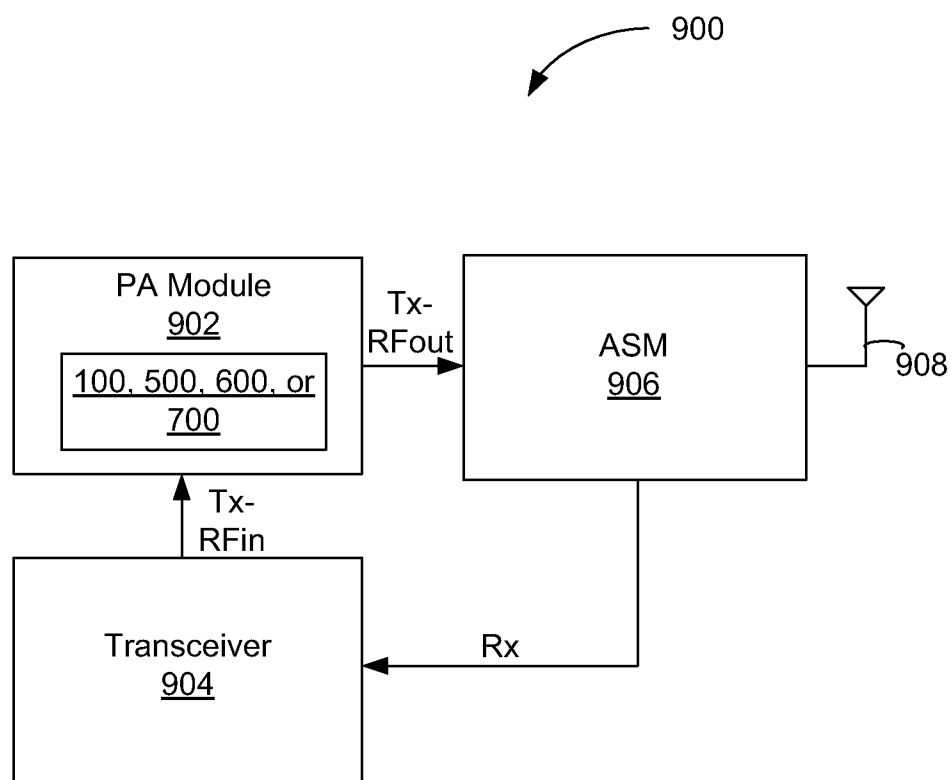 900
PA Module
902
100, 500, 600, or
700
Tx-
RFout
ASM
906
908
Tx-
RFin
Transceiver
904
Rx